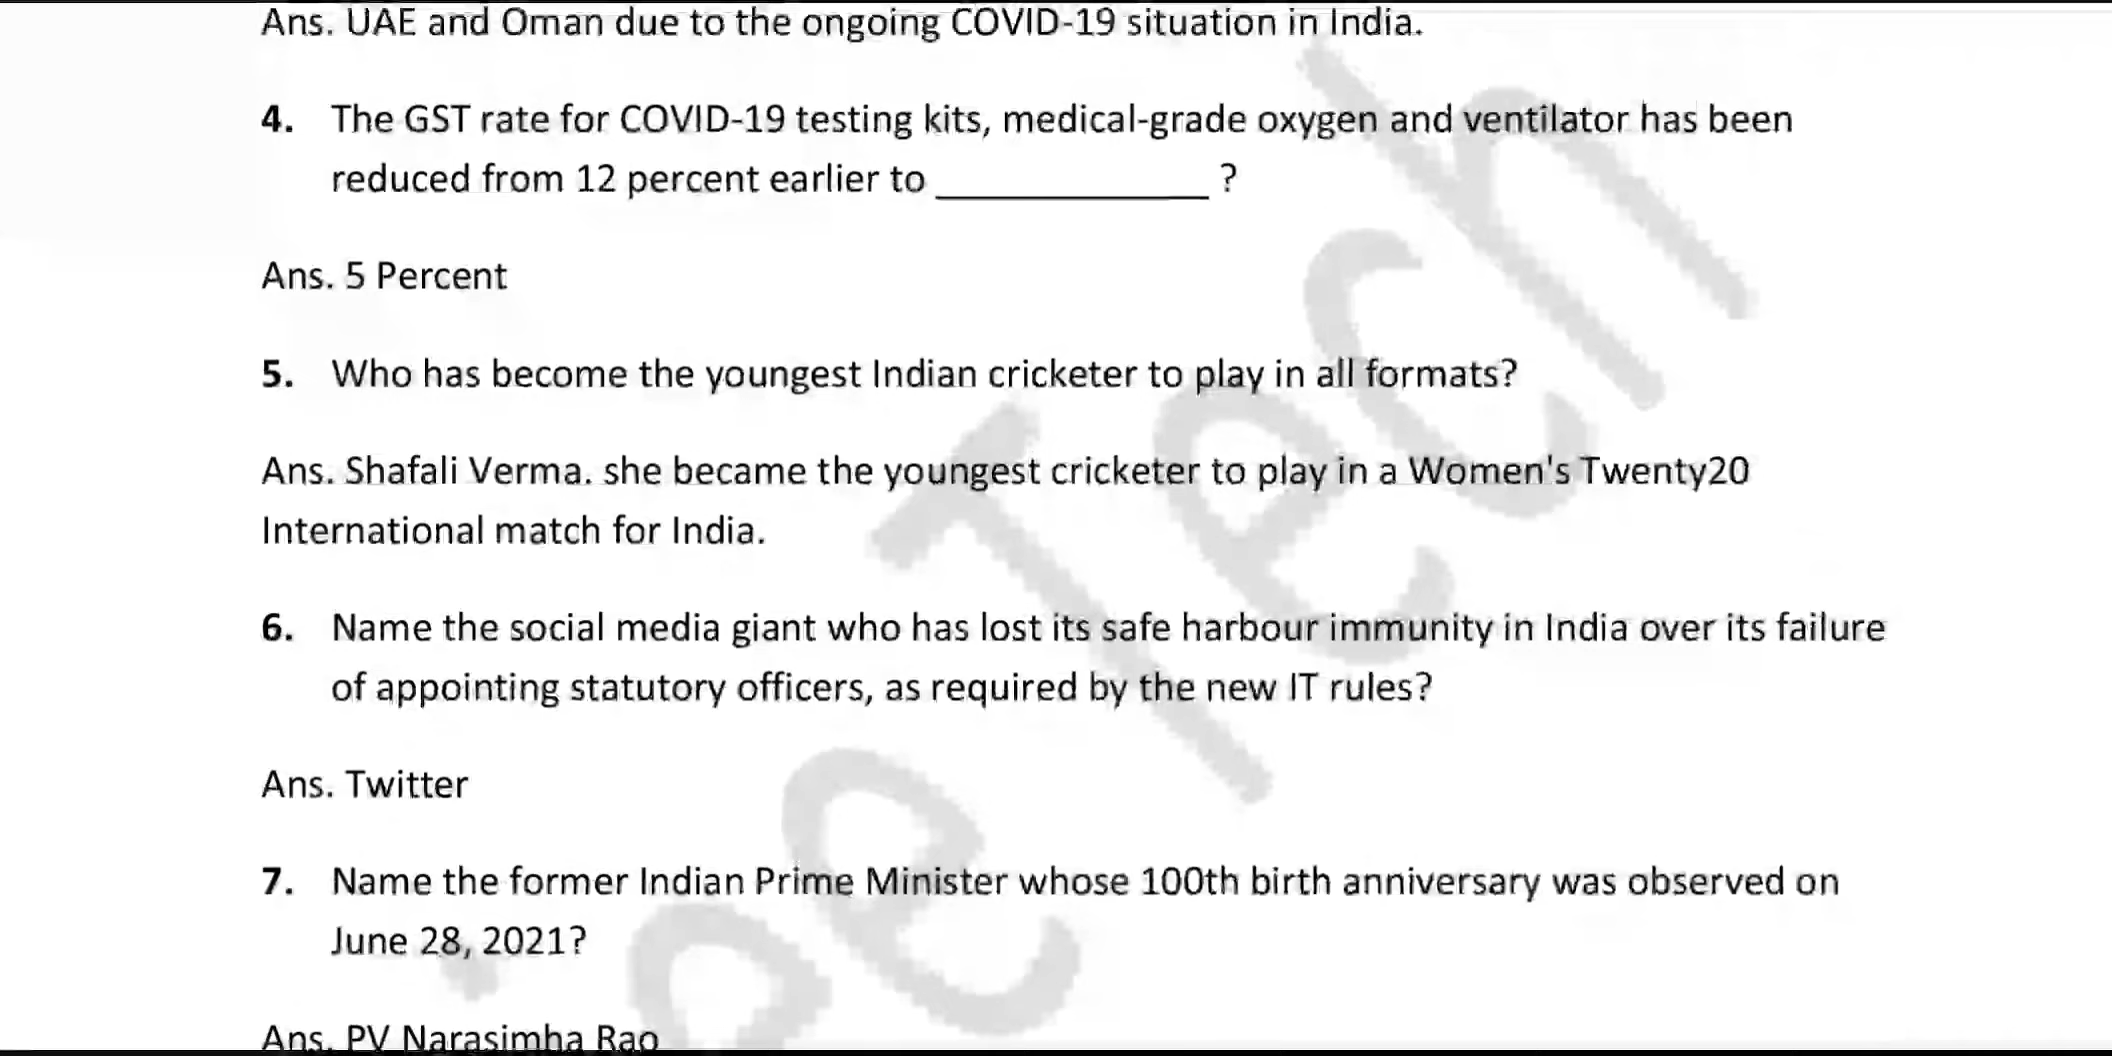 Ans. UAE and Oman due to the ongoing COVID-19 situation in India.
4. The GST rate for COVID-19 testing kits, medical-grade oxygen and ventilator has been
reduced from 12 percent earlier to ______________ ?
Ans. 5 Percent
5. Who has become the youngest Indian cricketer to play in all formats?
Ans. Shafali Verma. she became the youngest cricketer to play in a Women's Twenty20
International match for India.
6. Name the social media giant who has lost its safe harbour immunity in India over its failure
of appointing statutory officers, as required by the new IT rules?
Ans. Twitter
7. Name the former Indian Prime Minister whose 100th birth anniversary was observed on
June 28, 2021?
Ans. PV Narasimha Rao
Tech